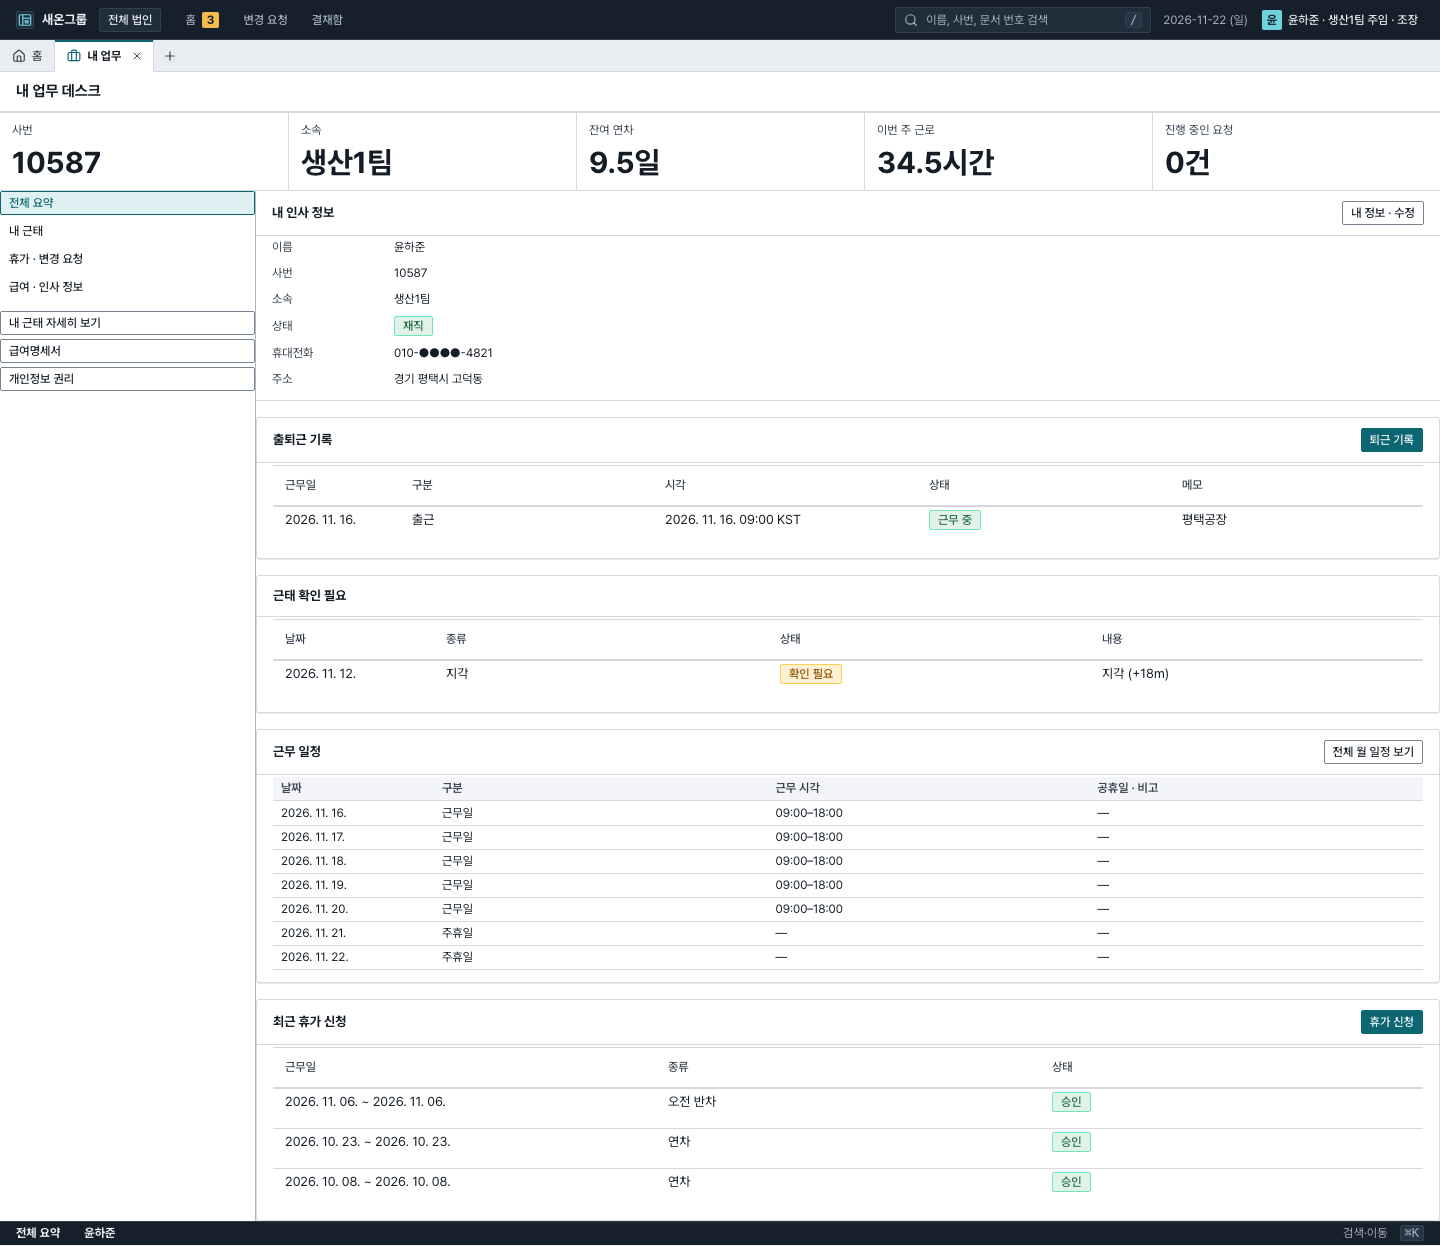 새온그룹 전체 법인 홈 3 변경 요청 결재함 이름, 사번, 문서 번호 검색 / 2026-11-22 (일) 윤 윤하준 · 생산1팀 주임 · 조장
홈 내 업무
내 업무 데스크
사번 소속 잔여 연차 이번 주 근로 진행 중인 요청
10587 생산1팀 9.5일 34.5시간 0건
전체 요약
내 근태
휴가 · 변경 요청
급여 · 인사 정보
내 근태 자세히 보기
급여명세서
개인정보 권리
내 인사 정보 내 정보 · 수정
이름 윤하준
사번 10587
소속 생산1팀
상태 재직
휴대전화 010-●●●●-4821
주소 경기 평택시 고덕동
출퇴근 기록 퇴근 기록
근무일 구분 시각 상태 메모
2026. 11. 16. 출근 2026. 11. 16. 09:00 KST 근무 중 평택공장
근태 확인 필요
날짜 종류 상태 내용
2026. 11. 12. 지각 확인 필요 지각 (+18m)
근무 일정 전체 월 일정 보기
날짜 구분 근무 시각 공휴일 · 비고
2026. 11. 16. 근무일 09:00–18:00 —
2026. 11. 17. 근무일 09:00–18:00 —
2026. 11. 18. 근무일 09:00–18:00 —
2026. 11. 19. 근무일 09:00–18:00 —
2026. 11. 20. 근무일 09:00–18:00 —
2026. 11. 21. 주휴일 — —
2026. 11. 22. 주휴일 — —
최근 휴가 신청 휴가 신청
근무일 종류 상태
2026. 11. 06. ~ 2026. 11. 06. 오전 반차 승인
2026. 10. 23. ~ 2026. 10. 23. 연차 승인
2026. 10. 08. ~ 2026. 10. 08. 연차 승인
전체 요약 윤하준 검색·이동 ⌘K